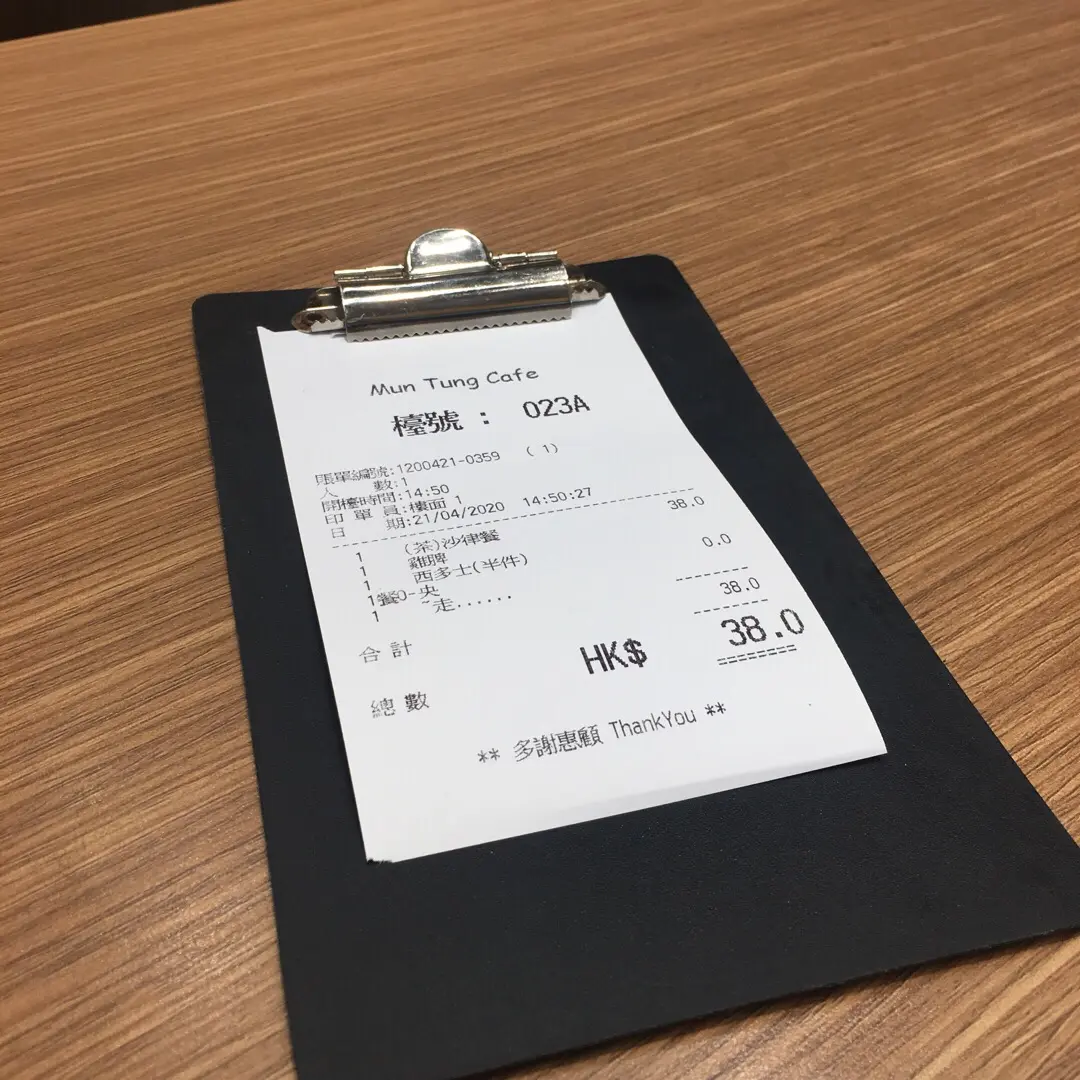 Mun Tung Cafe
檯號 : 023A
賬單編號:1200421-0359 ( 1)
人 數:1
開檯時間:14:50
印 單 員:樓面 1
日 期:21/04/2020 14:50:27
1 (茶)沙律餐 38.0
1 雞脾
1 西多士(半件)
1餐O-央 0.0
1 ~走......
合計 38.0
總數 HK$ 38.0
** 多謝惠顧 ThankYou **